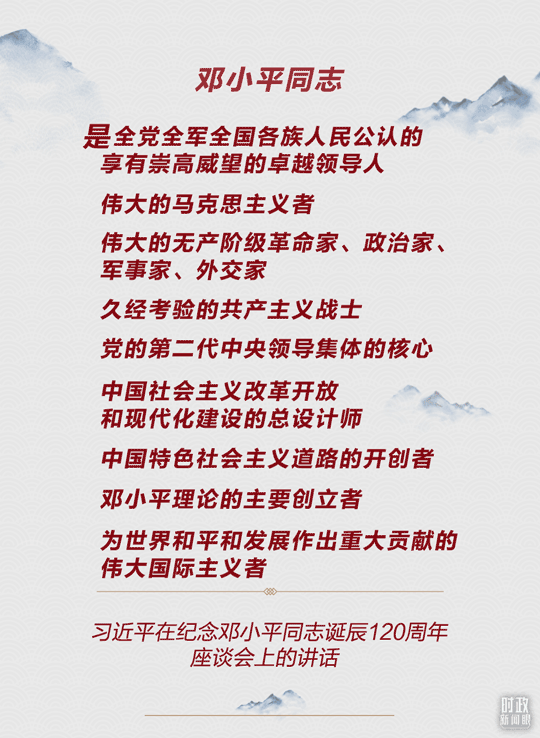 邓小平同志
是全党全军全国各族人民公认的
享有崇高威望的卓越领导人
伟大的马克思主义者
伟大的无产阶级革命家、政治家、
军事家、外交家
久经考验的共产主义战士
党的第二代中央领导集体的核心
中国社会主义改革开放
和现代化建设的总设计师
中国特色社会主义道路的开创者
邓小平理论的主要创立者
为世界和平和发展作出重大贡献的
伟大国际主义者
习近平在纪念邓小平同志诞辰120周年
座谈会上的讲话
时政
新闻眼